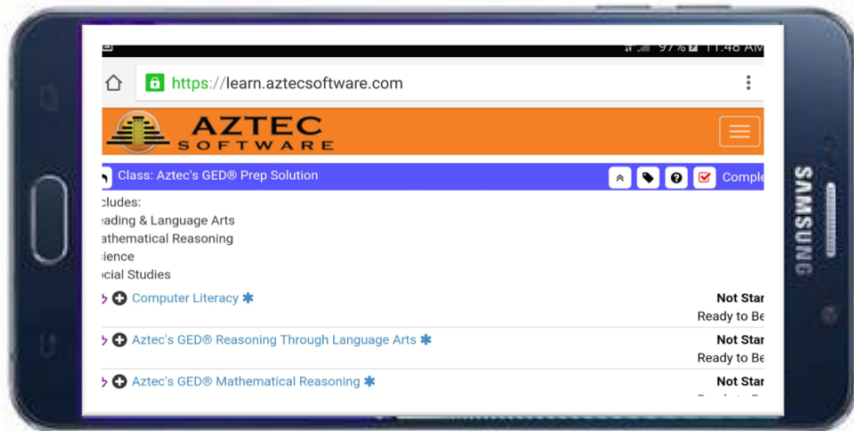 97% 11:48 AM
https://learn.aztecsoftware.com
AZTEC
SOFTWARE
Class: Aztec's GED® Prep Solution
Comple
cludes:
eading & Language Arts
athematical Reasoning
ience
ocial Studies
Computer Literacy *
Not Star
Ready to Be
Aztec's GED® Reasoning Through Language Arts *
Not Star
Ready to Be
Aztec's GED® Mathematical Reasoning *
Not Star
SAMSUNG